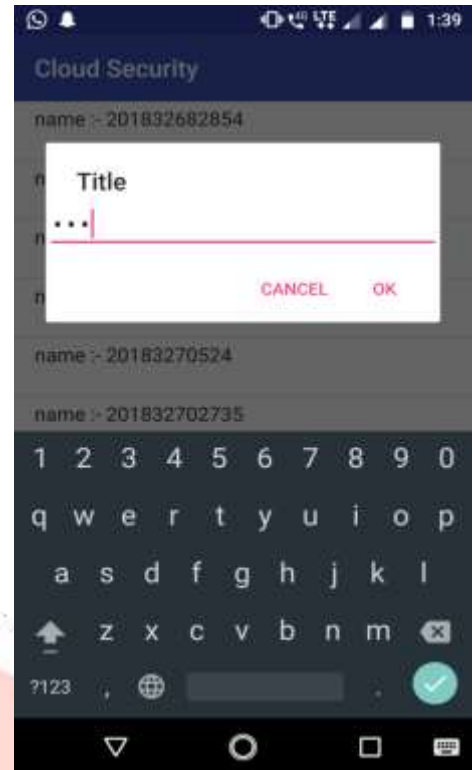 1:39
Cloud Security
name :- 201832682854
n
Title
n
•••
n
CANCEL OK
name :- 20183270524
name :- 201832702735
1 2 3 4 5 6 7 8 9 0
q w e r t y u i o p
a s d f g h j k l
z x c v b n m
?123 , .